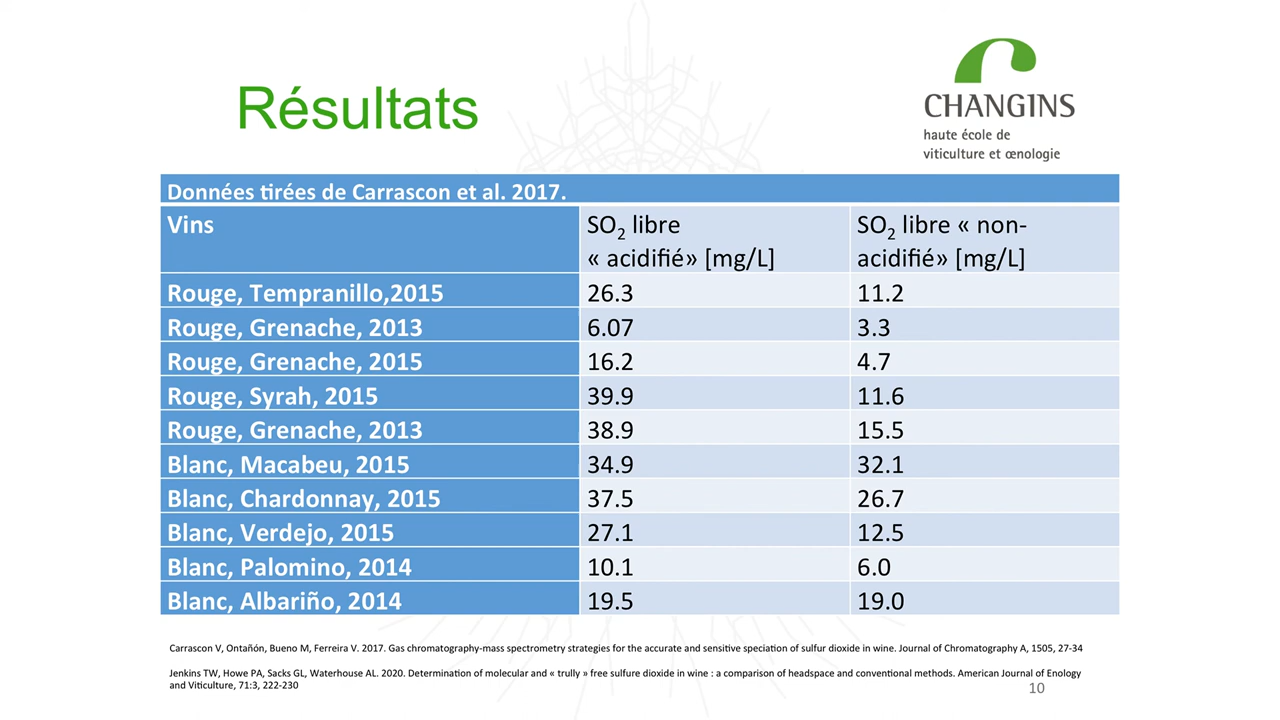 Résultats
CHANGINS
haute école de
viticulture et œnologie
Données tirées de Carrascon et al. 2017.
Vins
SO2 libre
« acidifié» [mg/L]
SO2 libre « non-
acidifié» [mg/L]
Rouge, Tempranillo,2015 26.3 11.2
Rouge, Grenache, 2013 6.07 3.3
Rouge, Grenache, 2015 16.2 4.7
Rouge, Syrah, 2015 39.9 11.6
Rouge, Grenache, 2013 38.9 15.5
Blanc, Macabeu, 2015 34.9 32.1
Blanc, Chardonnay, 2015 37.5 26.7
Blanc, Verdejo, 2015 27.1 12.5
Blanc, Palomino, 2014 10.1 6.0
Blanc, Albariño, 2014 19.5 19.0
Carrascon V, Ontañón, Bueno M, Ferreira V. 2017. Gas chromatography-mass spectrometry strategies for the accurate and sensitive speciation of sulfur dioxide in wine. Journal of Chromatography A, 1505, 27-34
Jenkins TW, Howe PA, Sacks GL, Waterhouse AL. 2020. Determination of molecular and « trully » free sulfure dioxide in wine : a comparison of headspace and conventional methods. American Journal of Enology
and Viticulture, 71:3, 222-230
10